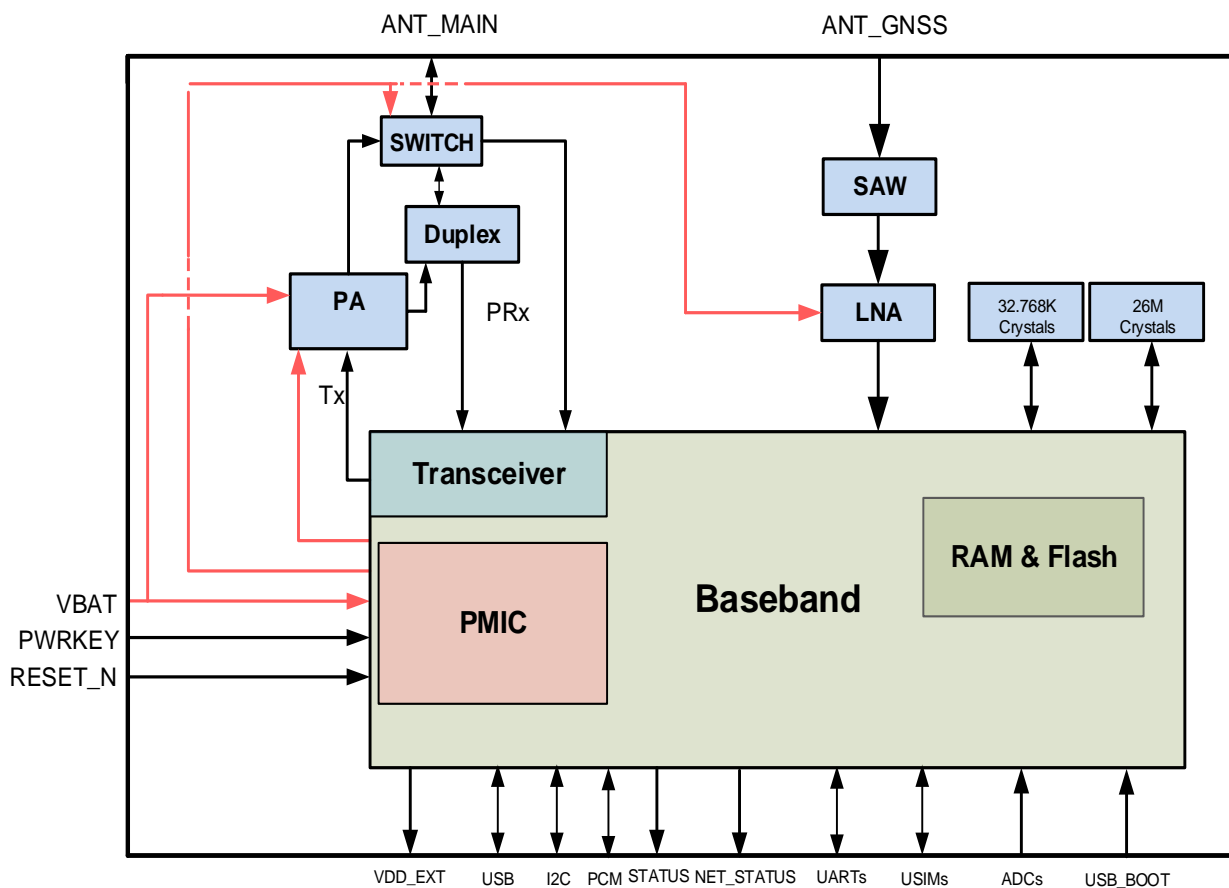 ANT_MAIN
ANT_GNSS
SWITCH
SAW
Duplex
PA
PRx
LNA
32.768K
Crystals
26M
Crystals
Tx
Transceiver
RAM & Flash
Baseband
PMIC
VBAT
PWRKEY
RESET_N
VDD_EXT
USB
I2C
PCM
STATUS
NET_STATUS
UARTs
USIMs
ADCs
USB_BOOT